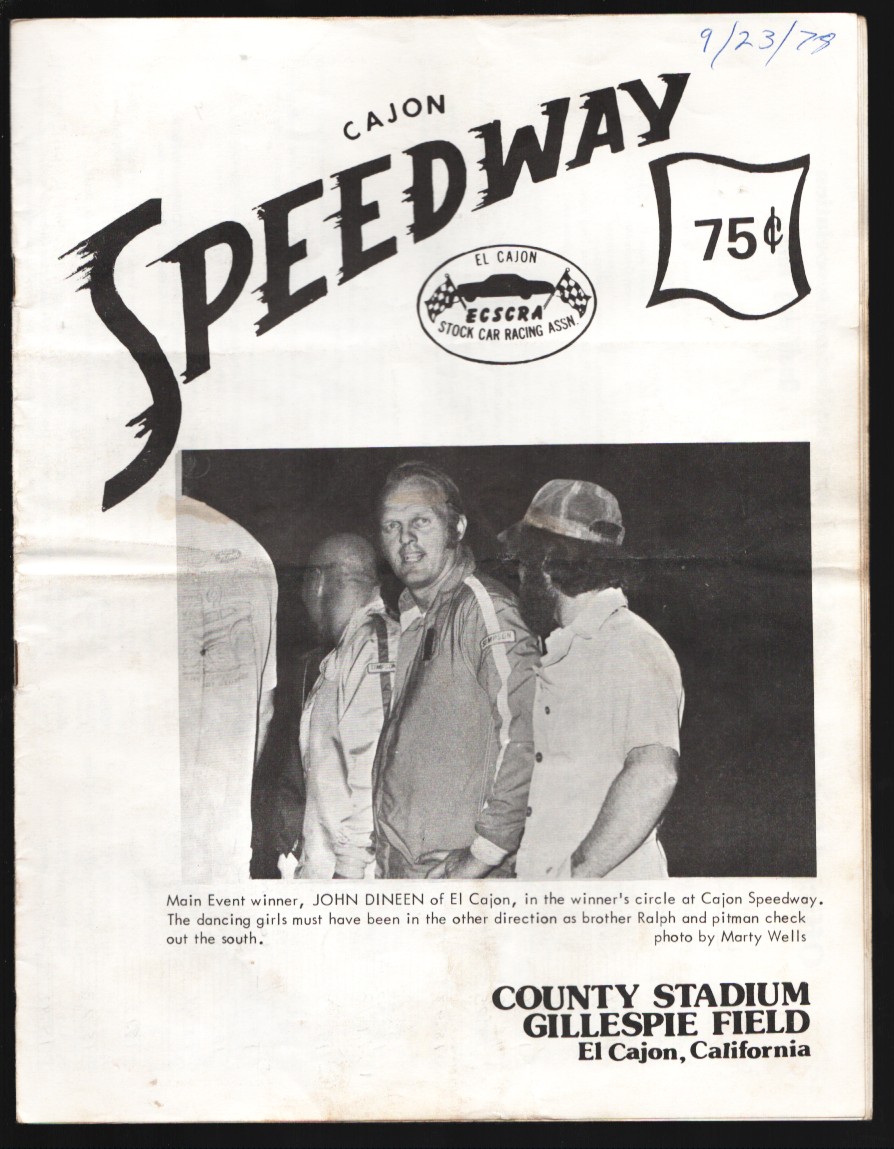 9/23/78
CAJON
SPEEDWAY
75¢
EL CAJON
ECSCRA
STOCK CAR RACING ASSN.
SIMPSON
Main Event winner, JOHN DINEEN of El Cajon, in the winner's circle at Cajon Speedway.
The dancing girls must have been in the other direction as brother Ralph and pitman check
out the south. photo by Marty Wells
COUNTY STADIUM
GILLESPIE FIELD
El Cajon, California